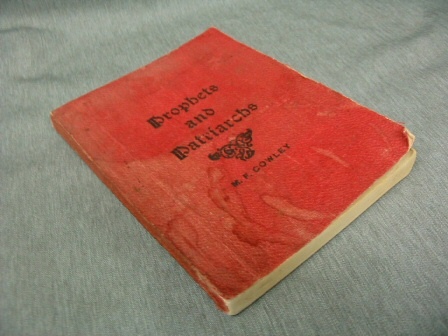 Prophets
and
Patriarchs
M. F. COWLEY